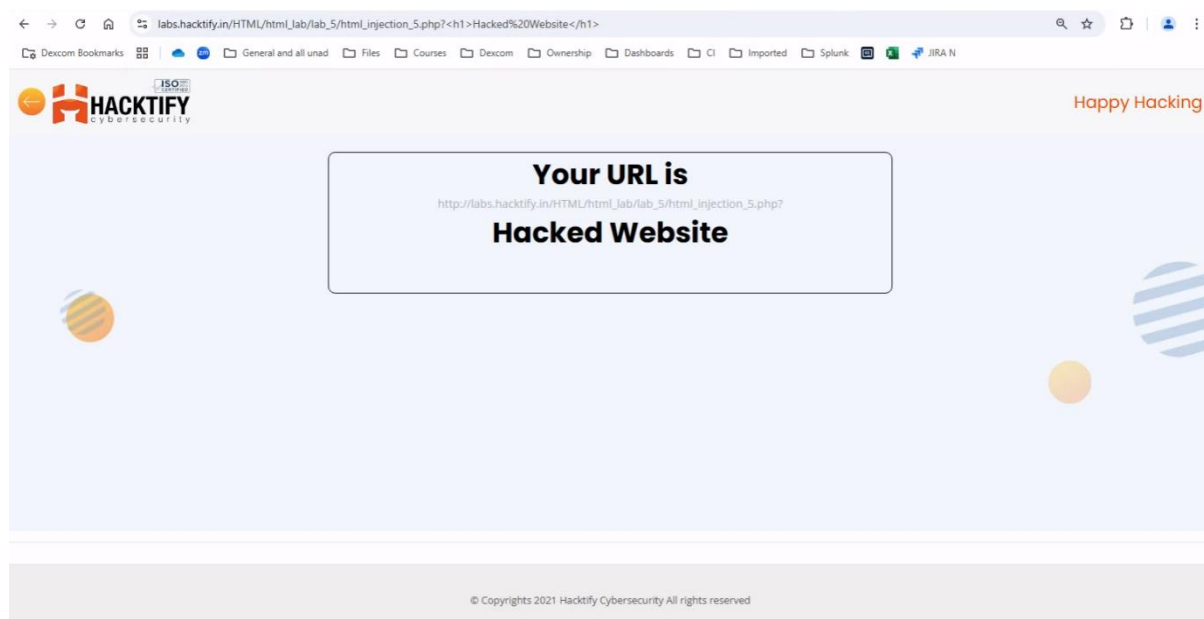 labs.hacktify.in/HTML/html_lab/lab_5/html_injection_5.php?<h1>Hacked%20Website</h1>
Dexcom Bookmarks zm General and all unad Files Courses Dexcom Ownership Dashboards CI Imported Splunk JIRA N
ISO
CERTIFIED
HACKTIFY
cybersecurity
Happy Hacking
Your URL is
http://labs.hacktify.in/HTML/html_lab/lab_5/html_injection_5.php?
Hacked Website
© Copyrights 2021 Hacktify Cybersecurity All rights reserved